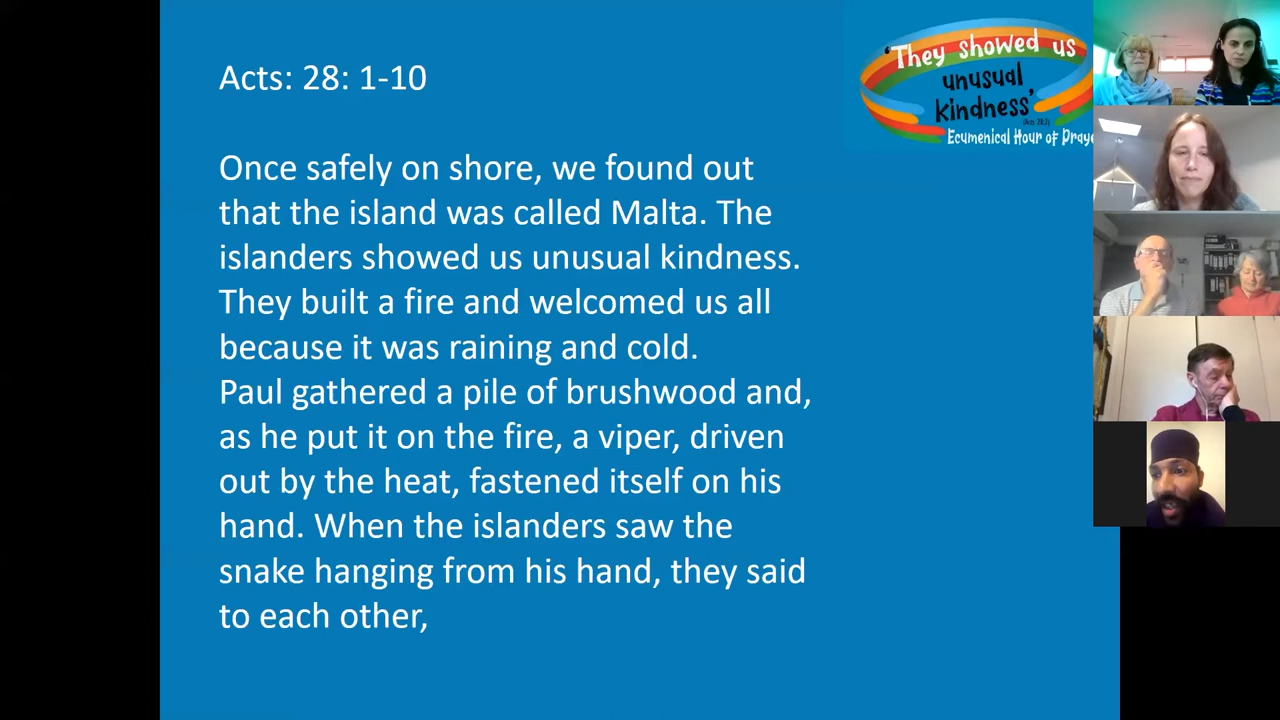 Acts: 28: 1-10
Once safely on shore, we found out
that the island was called Malta. The
islanders showed us unusual kindness.
They built a fire and welcomed us all
because it was raining and cold.
Paul gathered a pile of brushwood and,
as he put it on the fire, a viper, driven
out by the heat, fastened itself on his
hand. When the islanders saw the
snake hanging from his hand, they said
to each other,
‘They showed us
unusual
kindness’
(Acts 28:2)
Ecumenical Hour of Praye